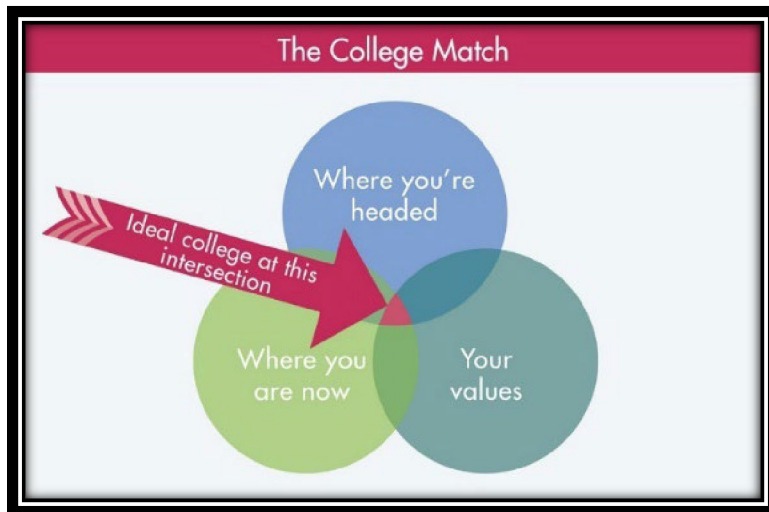 The College Match
Where you're
headed
Ideal college at this
intersection
Where you
are now
Your
values